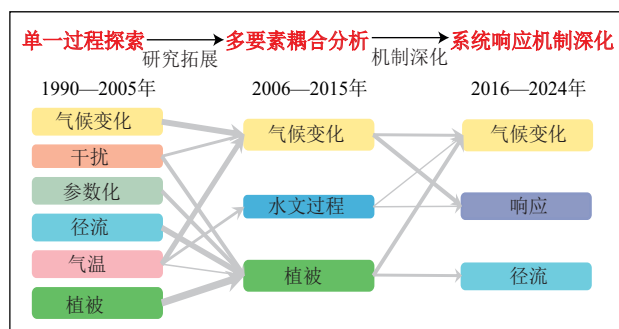 单一过程探索 多要素耦合分析 系统响应机制深化
研究拓展 机制深化
1990—2005年 2006—2015年 2016—2024年
气候变化 气候变化 气候变化
干扰
参数化 水文过程 响应
径流
气温 植被 径流
植被